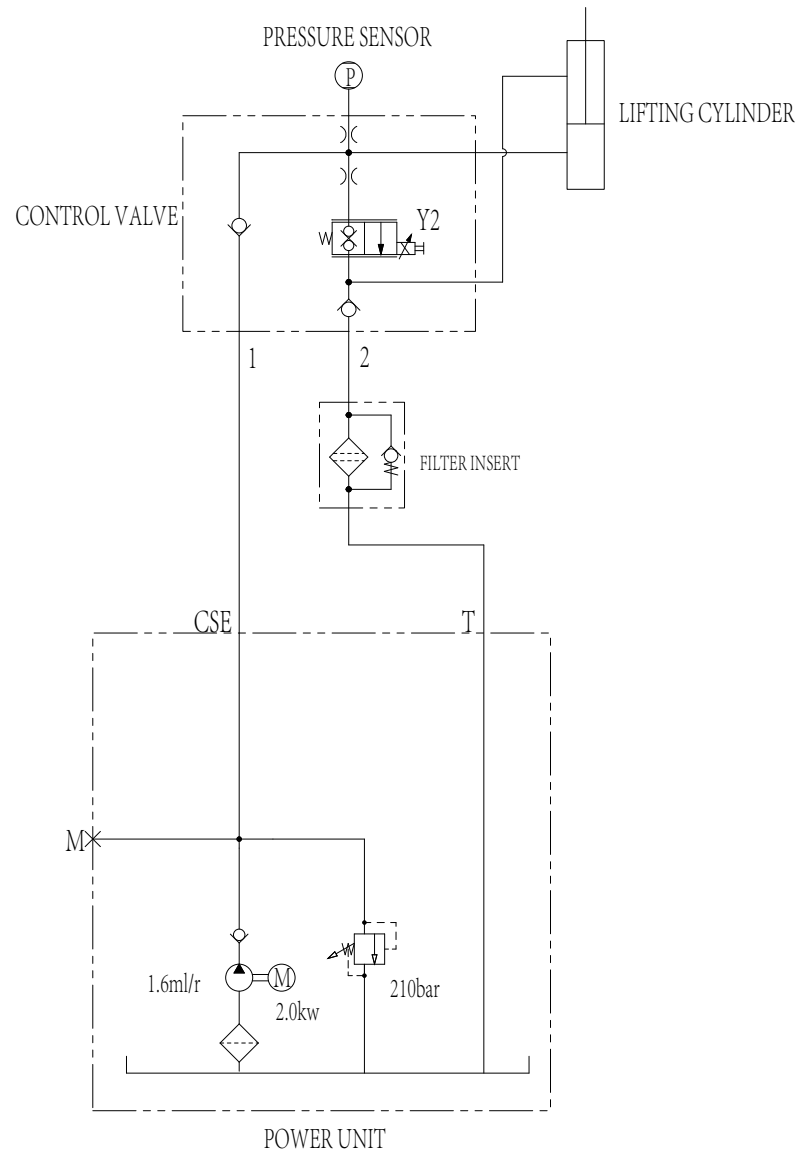 PRESSURE SENSOR
P
LIFTING CYLINDER
CONTROL VALVE
Y2
1
2
FILTER INSERT
CSE
T
M
1.6ml/r
M
2.0kw
210bar
POWER UNIT